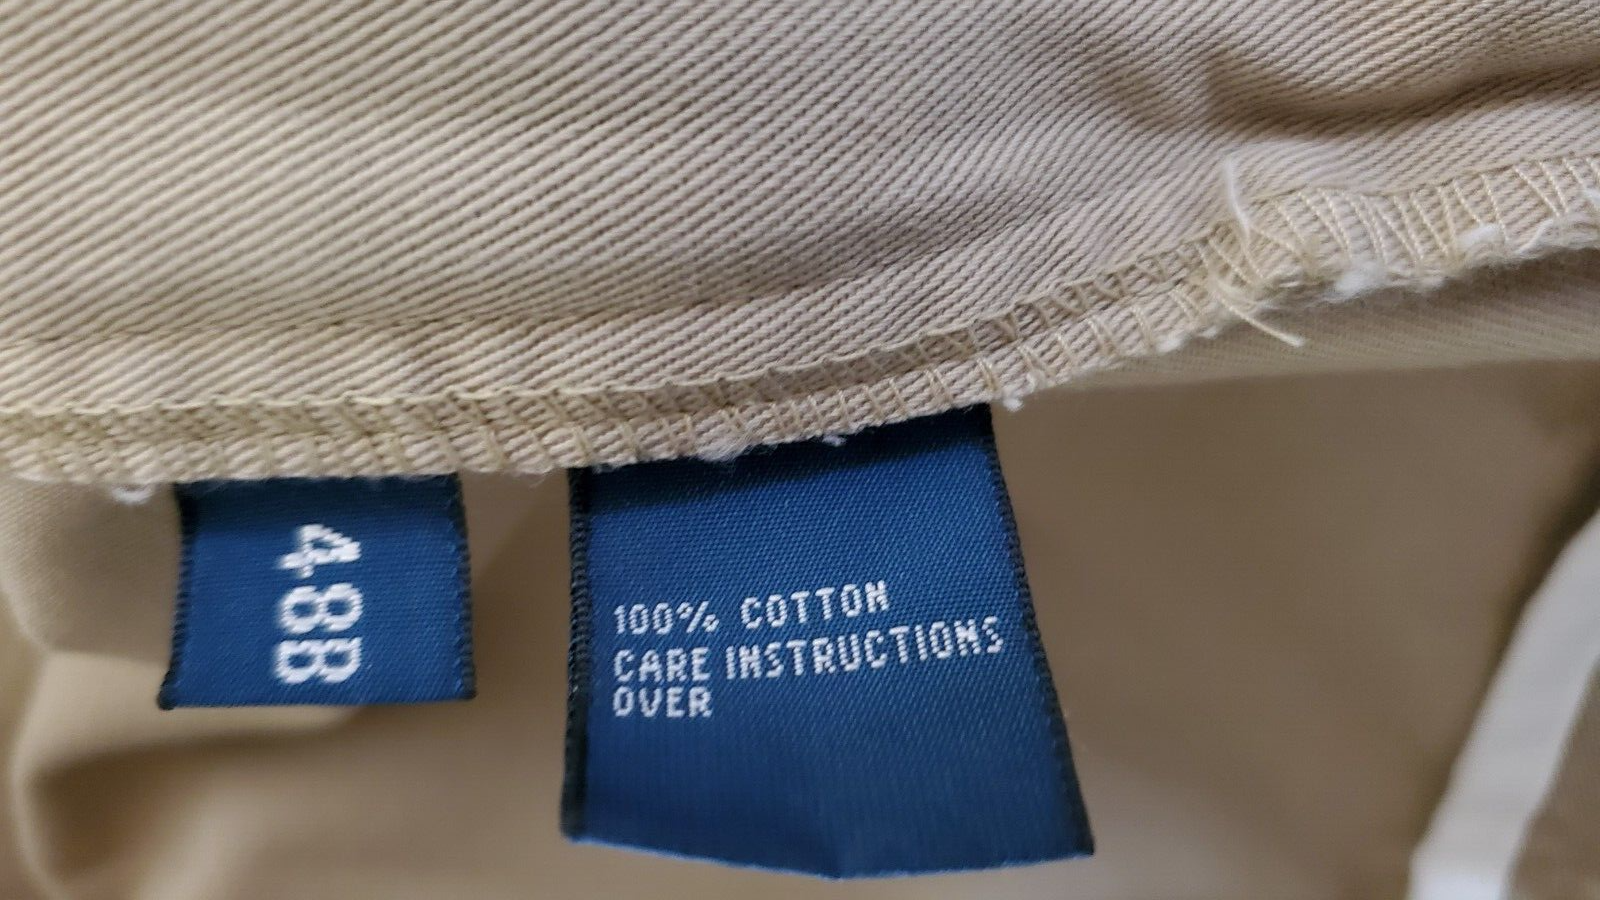 48B
100% COTTON
CARE INSTRUCTIONS
OVER